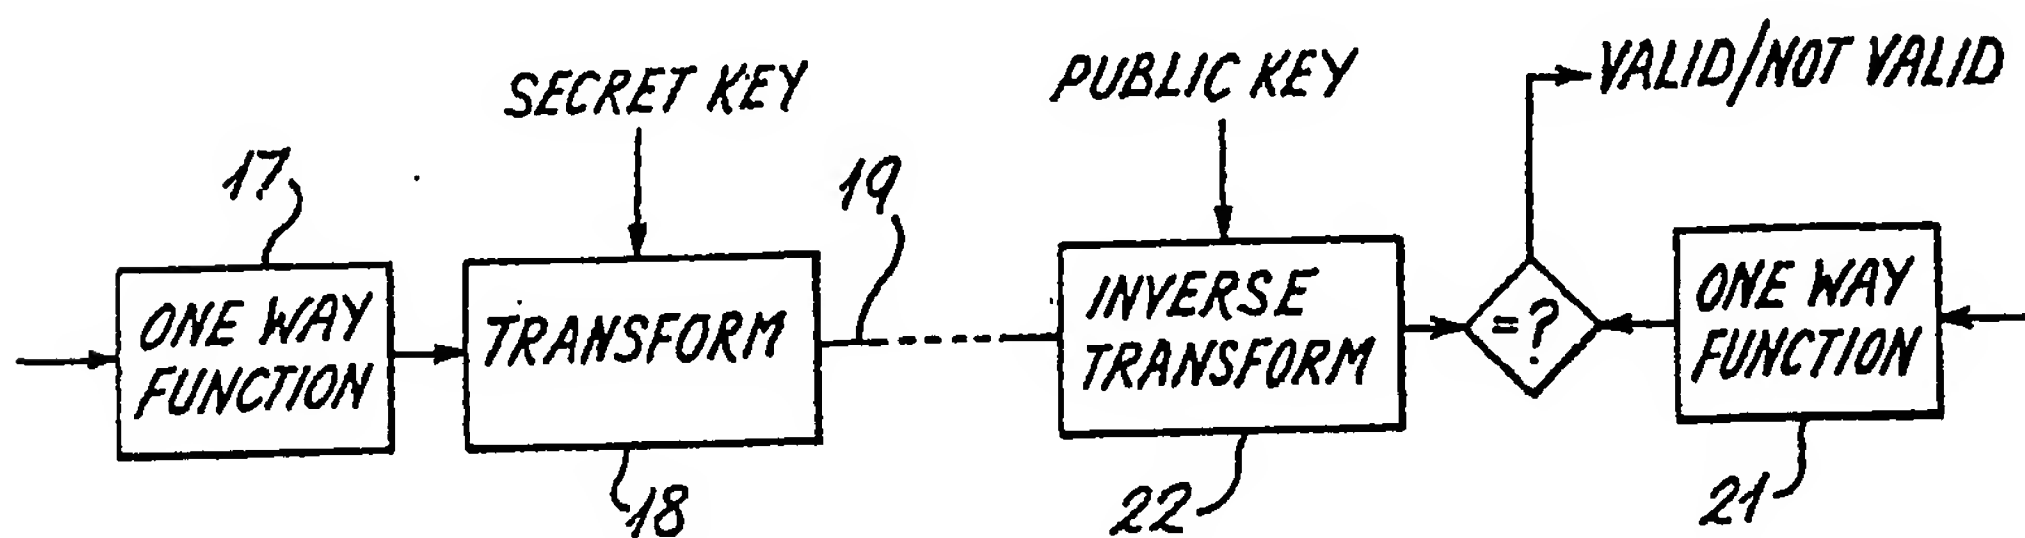 SECRET KEY
PUBLIC KEY
VALID/NOT VALID
17
19
ONE WAY
FUNCTION
TRANSFORM
INVERSE
TRANSFORM
=?
ONE WAY
FUNCTION
18
22
21